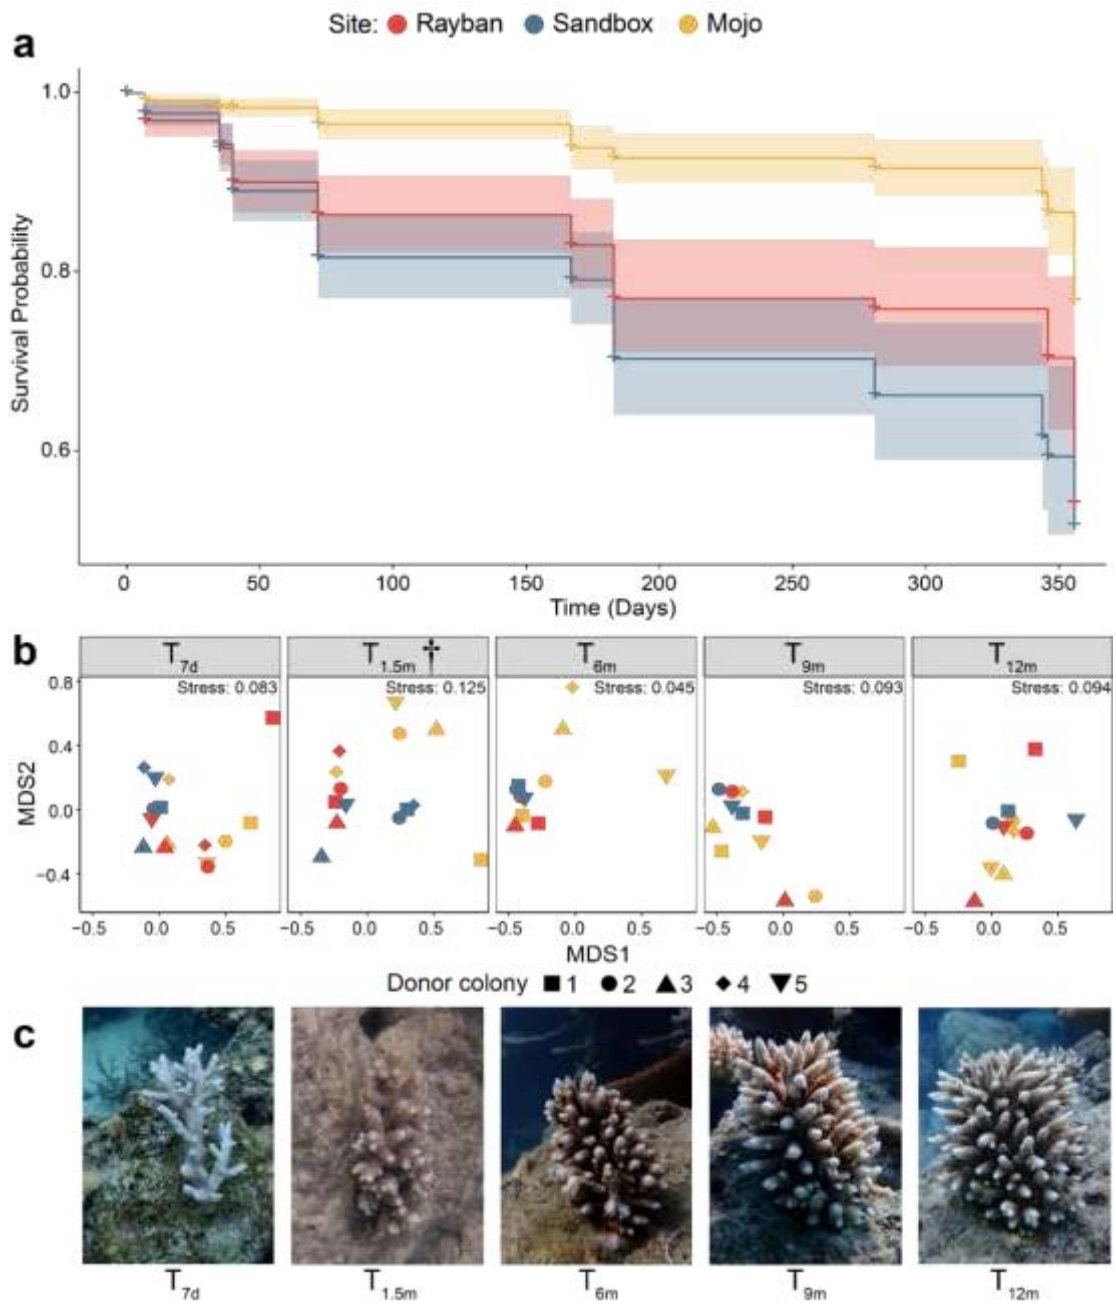 Site: Rayban Sandbox Mojo
a
1.0
0.8
0.6
Survival Probability
0 50 100 150 200 250 300 350
Time (Days)
b
T7d T1.5m† T6m T9m T12m
Stress: 0.083 Stress: 0.125 Stress: 0.045 Stress: 0.093 Stress: 0.094
0.8
0.4
0.0
−0.4
MDS2
−0.5 0.0 0.5 −0.5 0.0 0.5 −0.5 0.0 0.5 −0.5 0.0 0.5 −0.5 0.0 0.5
MDS1
Donor colony 1 2 3 4 5
c
T7d T1.5m T6m T9m T12m